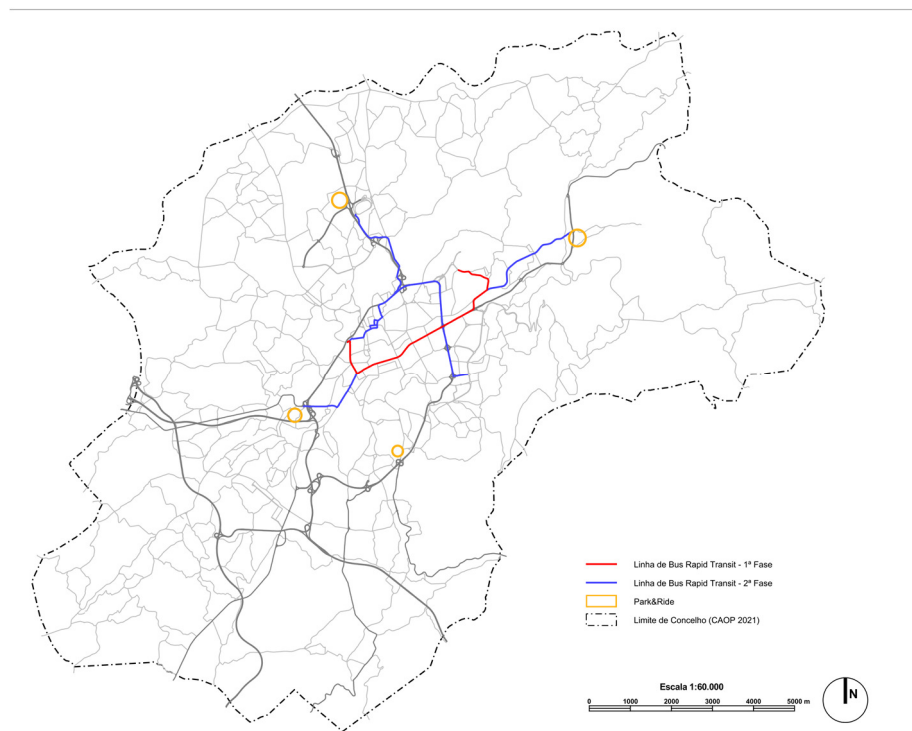 Linha de Bus Rapid Transit - 1ª Fase
Linha de Bus Rapid Transit - 2ª Fase
Park&Ride
Limite de Concelho (CAOP 2021)
Escala 1:60.000
0 1000 2000 3000 4000 5000 m
N